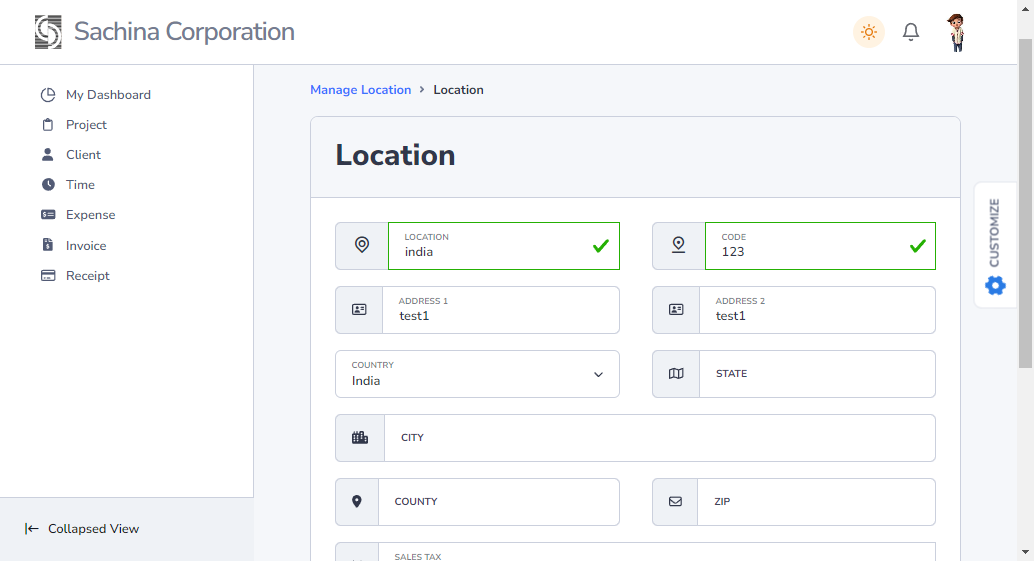 Sachina Corporation
My Dashboard
Project
Client
Time
Expense
Invoice
Receipt
Collapsed View
Manage Location > Location
Location
LOCATION
india
CODE
123
ADDRESS 1
test1
ADDRESS 2
test1
COUNTRY
India
STATE
CITY
COUNTY
ZIP
SALES TAX
CUSTOMIZE